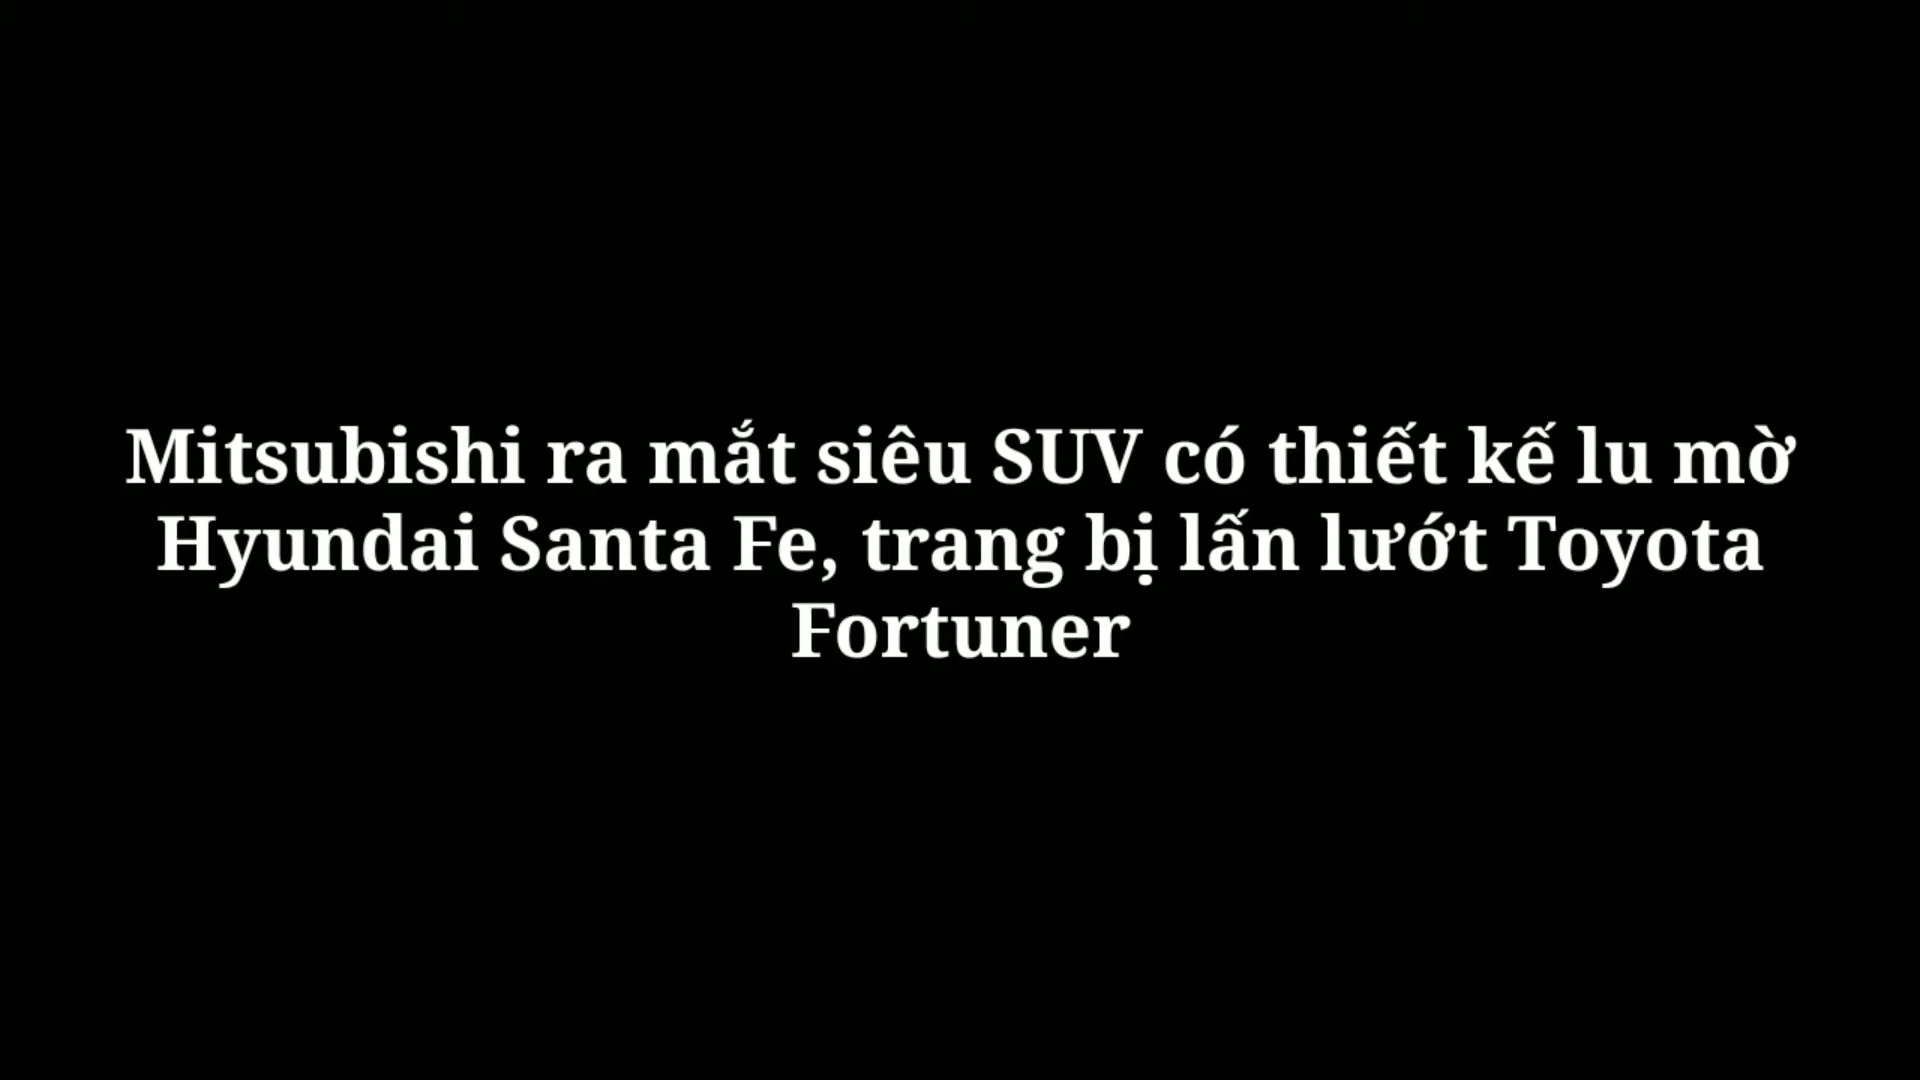 Mitsubishi ra mắt siêu SUV có thiết kế lu mờ
Hyundai Santa Fe, trang bị lấn lướt Toyota
Fortuner